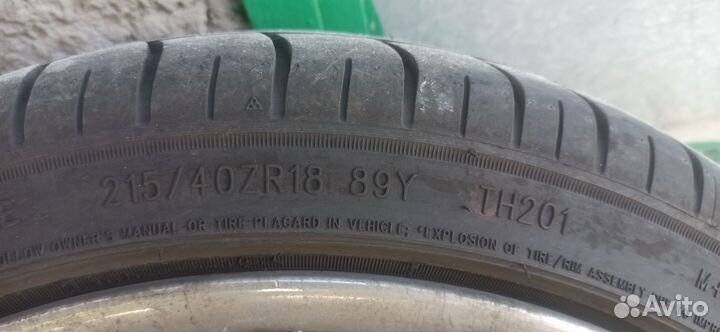 215/40ZR18 89Y TH201
OWNER'S MANUAL OR TIRE PLACARD IN VEHICLE; •EXPLOSION OF TIRE/RIM ASSEMBLY
M+
Avito